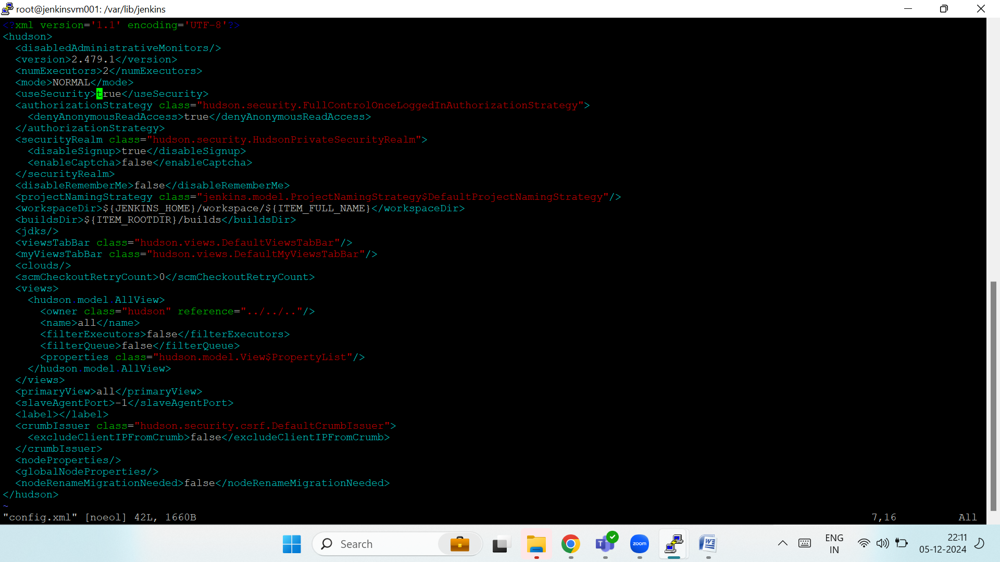 root@jenkinsvm001: /var/lib/jenkins
<?xml version='1.1' encoding='UTF-8'?>
<hudson>
  <disabledAdministrativeMonitors/>
  <version>2.479.1</version>
  <numExecutors>2</numExecutors>
  <mode>NORMAL</mode>
  <useSecurity>true</useSecurity>
  <authorizationStrategy class="hudson.security.FullControlOnceLoggedInAuthorizationStrategy">
    <denyAnonymousReadAccess>true</denyAnonymousReadAccess>
  </authorizationStrategy>
  <securityRealm class="hudson.security.HudsonPrivateSecurityRealm">
    <disableSignup>true</disableSignup>
    <enableCaptcha>false</enableCaptcha>
  </securityRealm>
  <disableRememberMe>false</disableRememberMe>
  <projectNamingStrategy class="jenkins.model.ProjectNamingStrategy$DefaultProjectNamingStrategy"/>
  <workspaceDir>${JENKINS_HOME}/workspace/${ITEM_FULL_NAME}</workspaceDir>
  <buildsDir>${ITEM_ROOTDIR}/builds</buildsDir>
  <jdks/>
  <viewsTabBar class="hudson.views.DefaultViewsTabBar"/>
  <myViewsTabBar class="hudson.views.DefaultMyViewsTabBar"/>
  <clouds/>
  <scmCheckoutRetryCount>0</scmCheckoutRetryCount>
  <views>
    <hudson.model.AllView>
      <owner class="hudson" reference="../../.."/>
      <name>all</name>
      <filterExecutors>false</filterExecutors>
      <filterQueue>false</filterQueue>
      <properties class="hudson.model.View$PropertyList"/>
    </hudson.model.AllView>
  </views>
  <primaryView>all</primaryView>
  <slaveAgentPort>-1</slaveAgentPort>
  <label></label>
  <crumbIssuer class="hudson.security.csrf.DefaultCrumbIssuer">
    <excludeClientIPFromCrumb>false</excludeClientIPFromCrumb>
  </crumbIssuer>
  <nodeProperties/>
  <globalNodeProperties/>
  <nodeRenameMigrationNeeded>false</nodeRenameMigrationNeeded>
</hudson>
~
"config.xml" [noeol] 42L, 1660B 7,16 All
Search
T
zoom
W
ENG
IN
22:11
05-12-2024